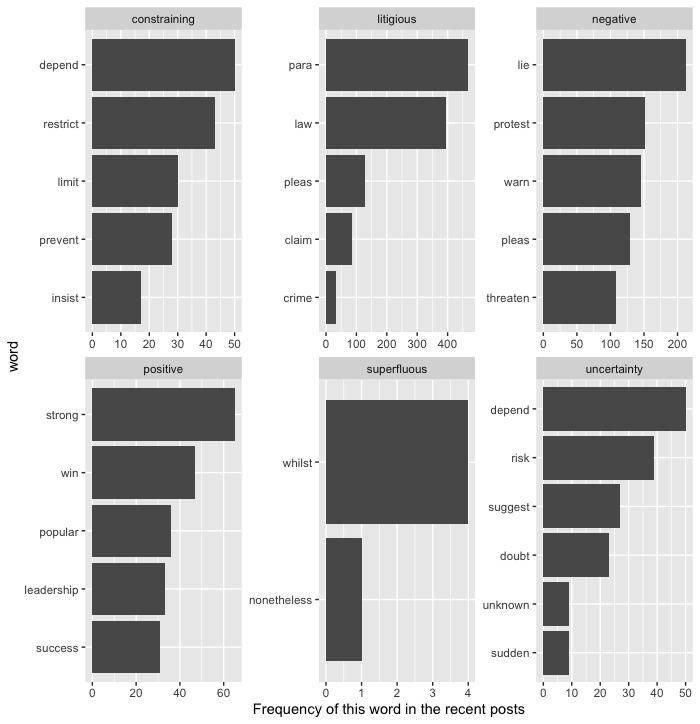 constraining
litigious
negative
depend
restrict
limit
prevent
insist
0 10 20 30 40 50
para
law
pleas
claim
crime
0 100 200 300 400
lie
protest
warn
pleas
threaten
0 50 100 150 200
word
positive
superfluous
uncertainty
strong
win
popular
leadership
success
0 20 40 60
whilst
nonetheless
0 1 2 3 4
depend
risk
suggest
doubt
unknown
sudden
0 10 20 30 40 50
Frequency of this word in the recent posts